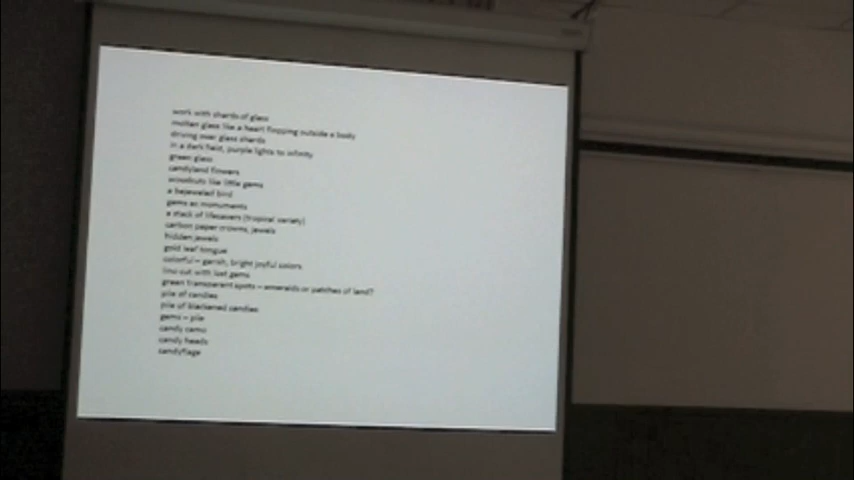 work with shards of glass
molten glass like a heart flopping outside a body
driving over glass shards
in a dark field, purple lights to infinity
green glass
candyland flowers
woodcuts like little gems
a bejeweled bird
gems as monuments
a stack of lifesavers (tropical variety)
carbon paper crowns, jewels
hidden jewels
gold leaf tongue
colorful – garish, bright joyful colors
lino cut with lost gems
green transparent spots – emeralds or patches of land?
pile of candies
pile of blackened candies
gems – pile
candy camo
candy heads
candyflage